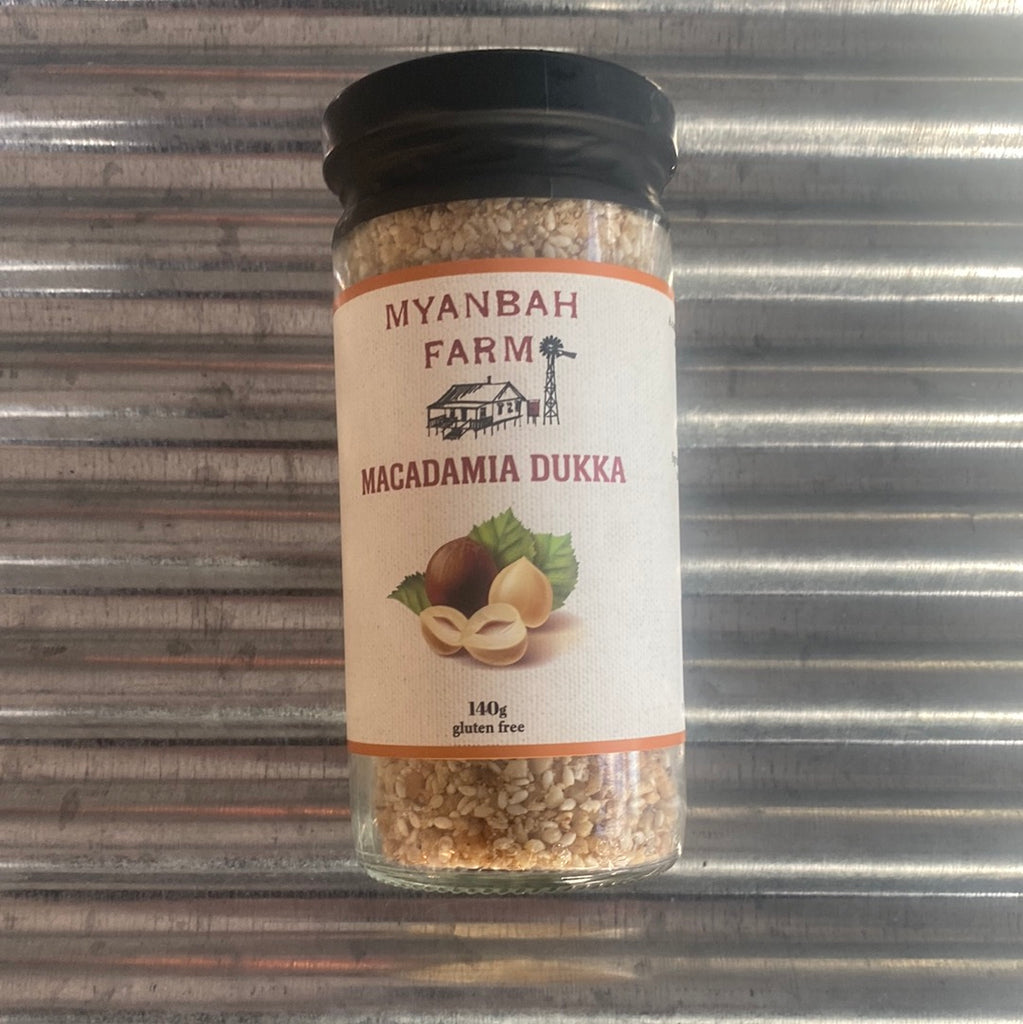 MYANBAH
FARM
MACADAMIA DUKKA
140g
gluten free